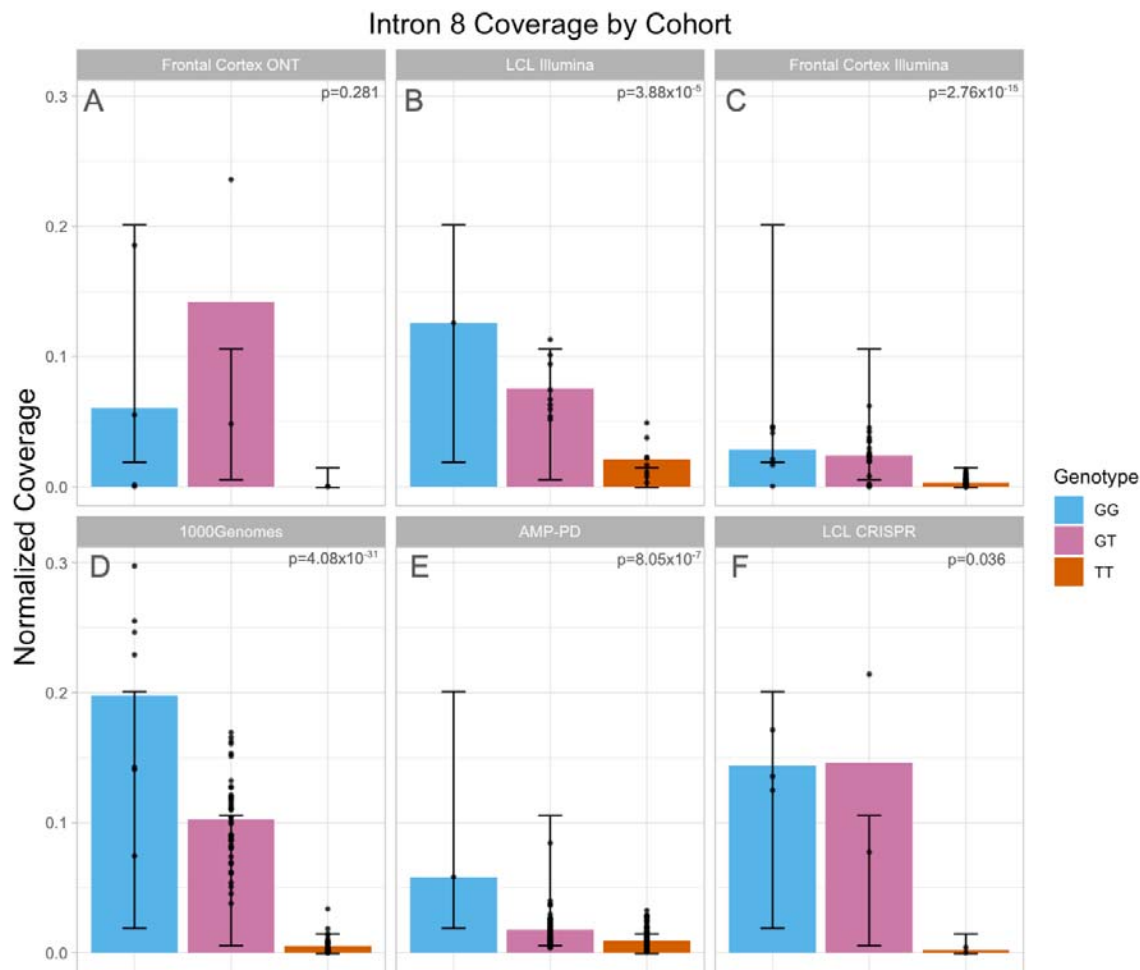 Intron 8 Coverage by Cohort
Frontal Cortex ONT
LCL Illumina
Frontal Cortex Illumina
A
p=0.281
B
p=3.88x10⁻⁵
C
p=2.76x10⁻¹⁵
0.3
0.2
0.1
0.0
1000Genomes
AMP-PD
LCL CRISPR
D
p=4.08x10⁻³¹
E
p=8.05x10⁻⁷
F
p=0.036
0.3
0.2
0.1
0.0
Normalized Coverage
Genotype
GG
GT
TT